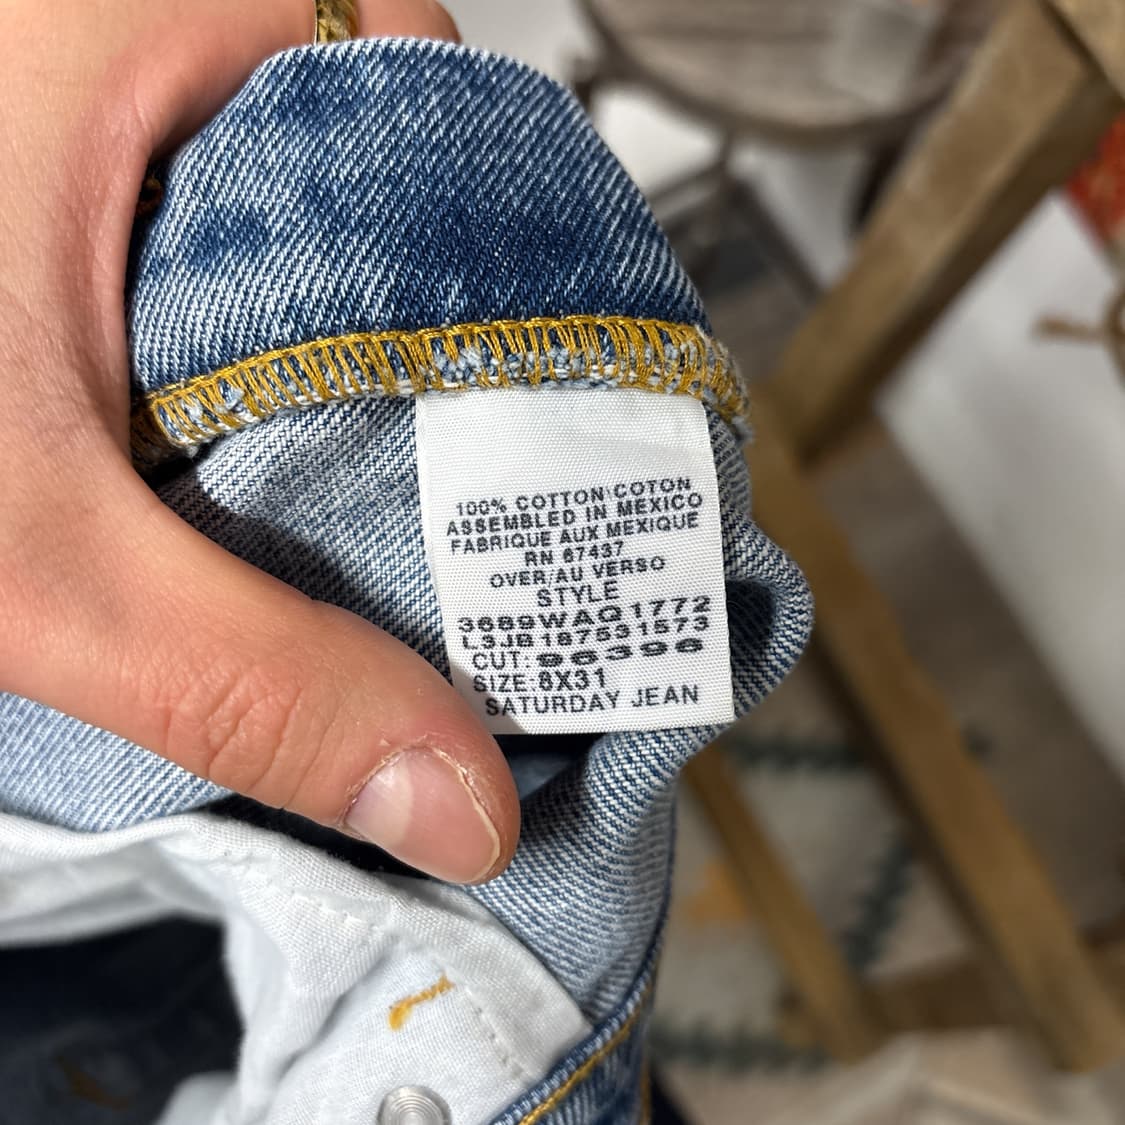 100% COTTON COTON
ASSEMBLED IN MEXICO
FABRIQUE AUX MEXIQUE
RN 67437
OVER/AU VERSO
STYLE
3689WAQ1772
L3JB187531573
CUT: 96396
SIZE:8X31
SATURDAY JEAN